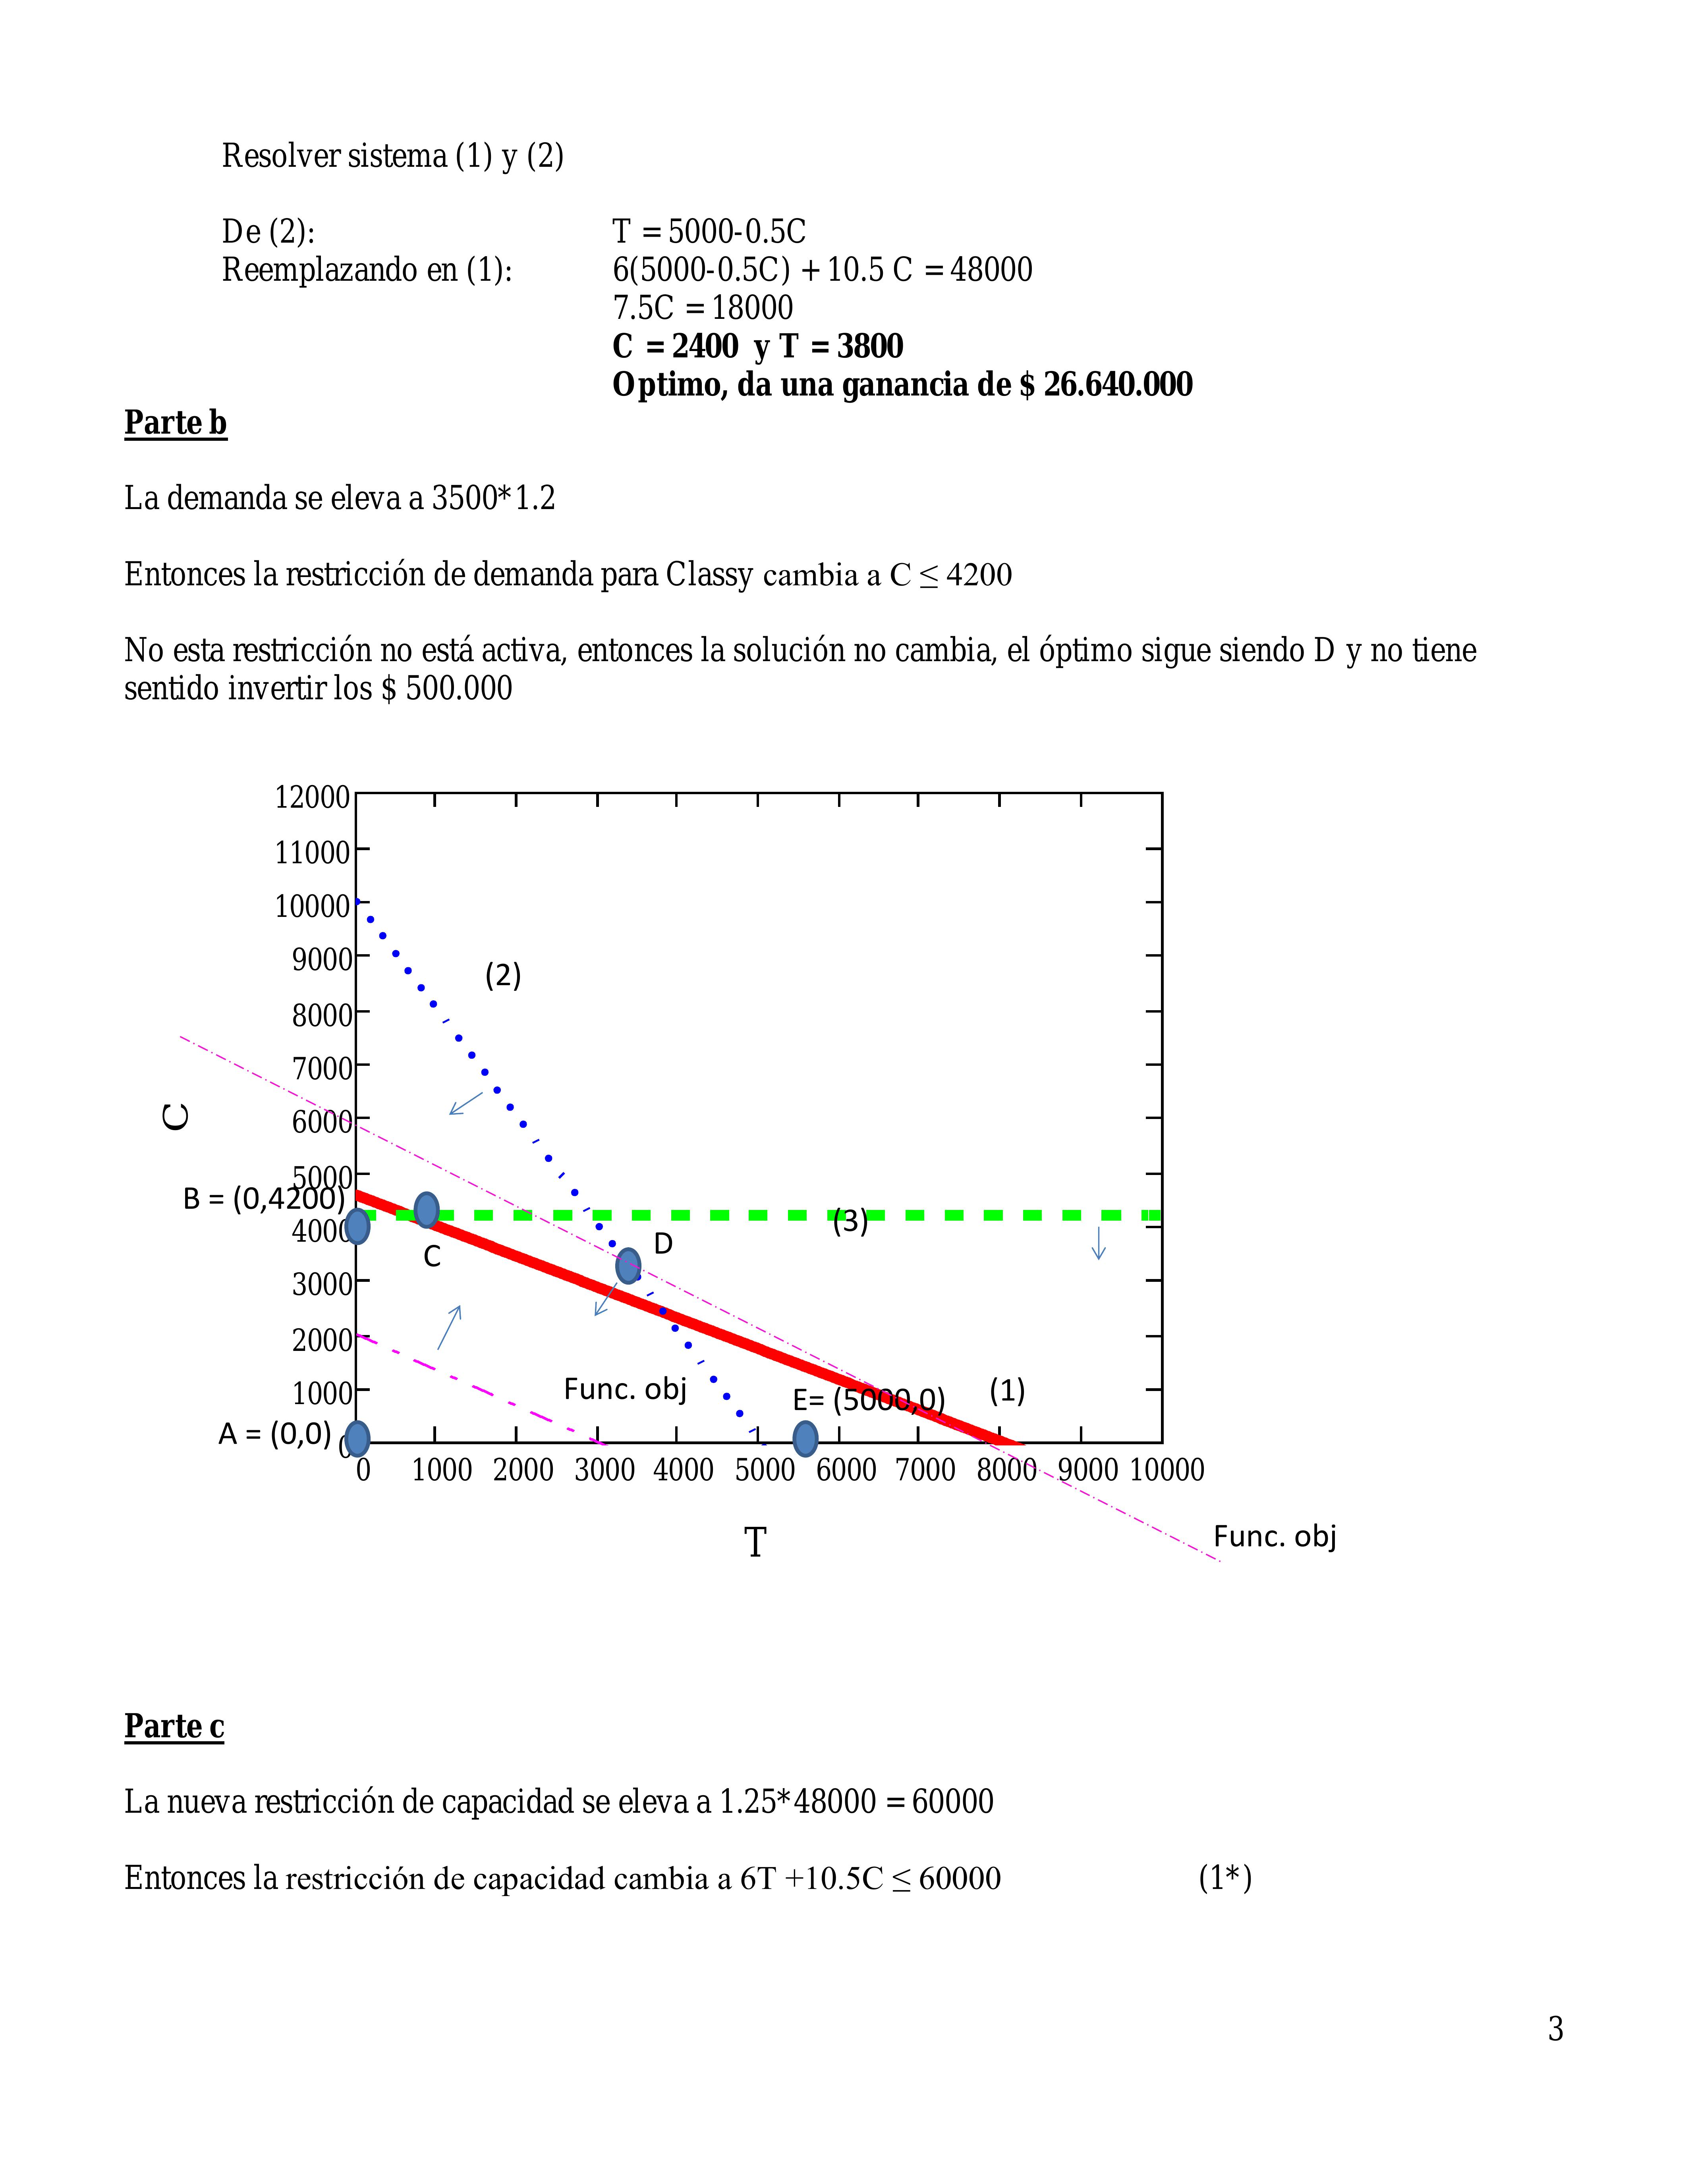 Resolver sistema (1) y (2)
De (2): T = 5000-0.5C
Reemplazando en (1): 6(5000-0.5C) + 10.5 C = 48000
7.5C = 18000
C = 2400 y T = 3800
Optimo, da una ganancia de $ 26.640.000
Parte b
La demanda se eleva a 3500*1.2
Entonces la restricción de demanda para Classy cambia a C ≤ 4200
No esta restricción no está activa, entonces la solución no cambia, el óptimo sigue siendo D y no tiene
sentido invertir los $ 500.000
12000
11000
10000
9000
(2)
8000
7000
C
6000
5000
B = (0,4200)
4000
(3)
D
C
3000
2000
Func. obj
1000
E= (5000,0)
(1)
A = (0,0)
0
0 1000 2000 3000 4000 5000 6000 7000 8000 9000 10000
T
Func. obj
Parte c
La nueva restricción de capacidad se eleva a 1.25*48000 = 60000
Entonces la restricción de capacidad cambia a 6T +10.5C ≤ 60000 (1*)
3